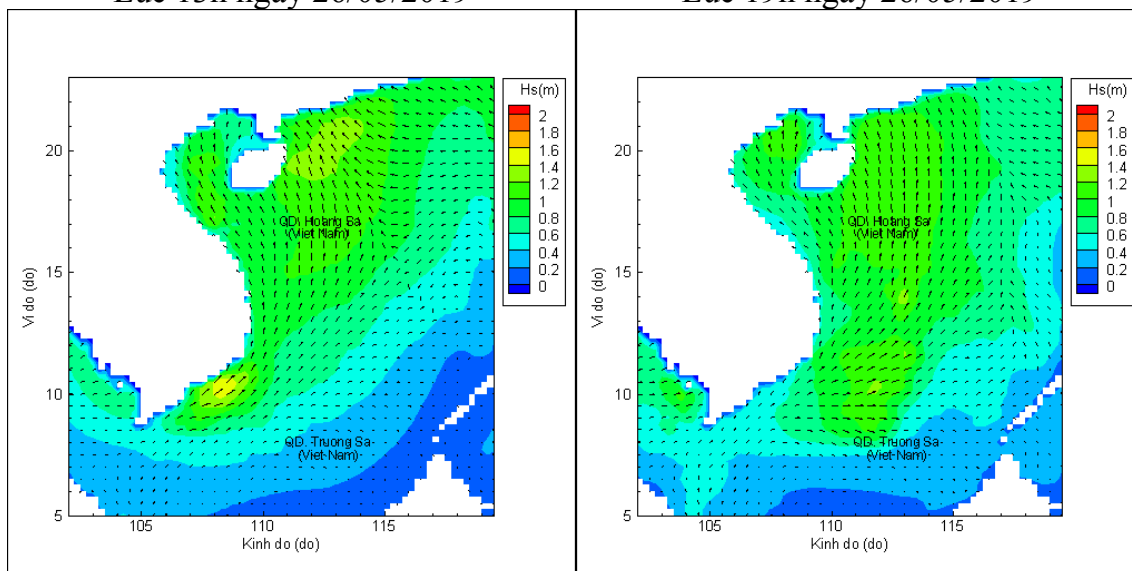 Hs(m)
2
1.8
1.6
1.4
1.2
1
0.8
0.6
0.4
0.2
0
20
15
10
5
Vi do (do)
QD. Hoang Sa
(Viet Nam)
QD. Truong Sa
(Viet Nam)
105
110
115
Kinh do (do)
Hs(m)
2
1.8
1.6
1.4
1.2
1
0.8
0.6
0.4
0.2
0
20
15
10
5
Vi do (do)
QD. Hoang Sa
(Viet Nam)
QD. Truong Sa
(Viet Nam)
105
110
115
Kinh do (do)